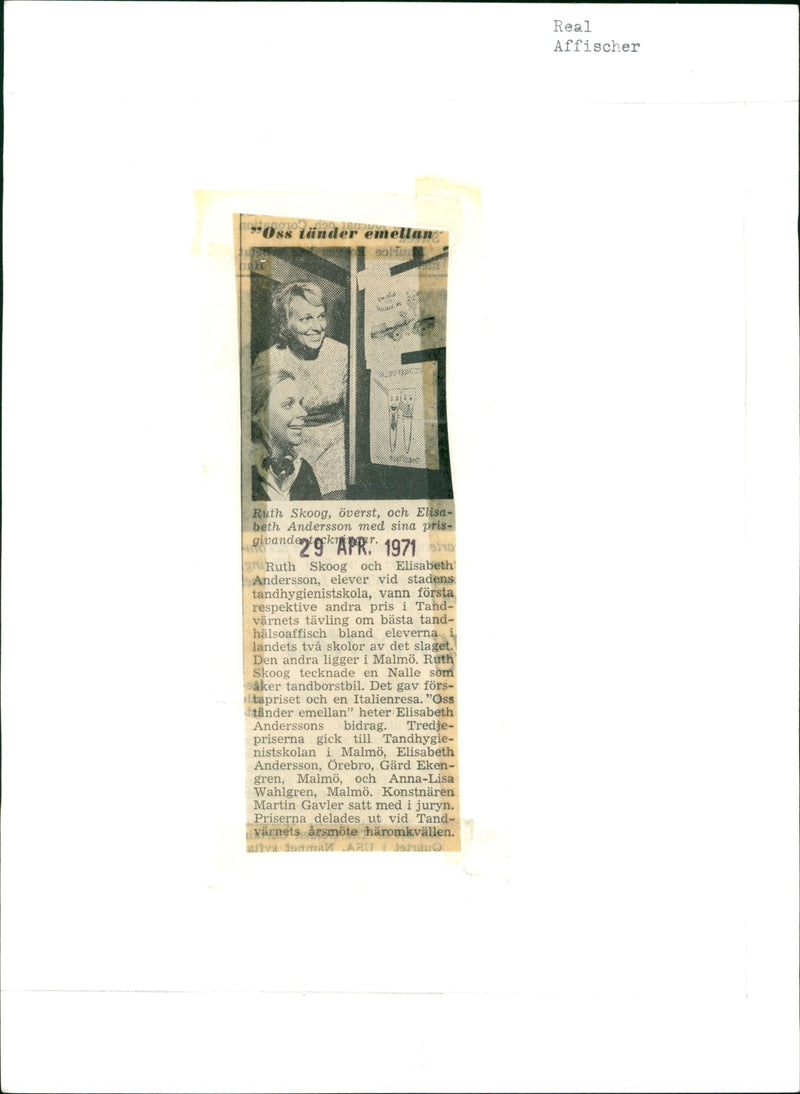 Real
Affischer
”Oss tänder emellan”
Ruth Skoog, överst, och Elisa-
beth Andersson med sina pris-
givande teckningar.
29 APR. 1971
Ruth Skoog och Elisabeth
Andersson, elever vid stadens
tandhygienistskola, vann första
respektive andra pris i Tand-
värnets tävling om bästa tand-
hälsoaffisch bland eleverna i
landets två skolor av det slaget.
Den andra ligger i Malmö. Ruth
Skoog tecknade en Nalle som
åker tandborstbil. Det gav förs-
tapriset och en Italienresa. ”Oss
tänder emellan” heter Elisabeth
Anderssons bidrag. Tredje-
priserna gick till Tandhygie-
nistskolan i Malmö, Elisabeth
Andersson, Örebro, Gärd Eken-
gren, Malmö, och Anna-Lisa
Wahlgren, Malmö. Konstnären
Martin Gavler satt med i juryn.
Priserna delades ut vid Tand-
värnets årsmöte häromkvällen.